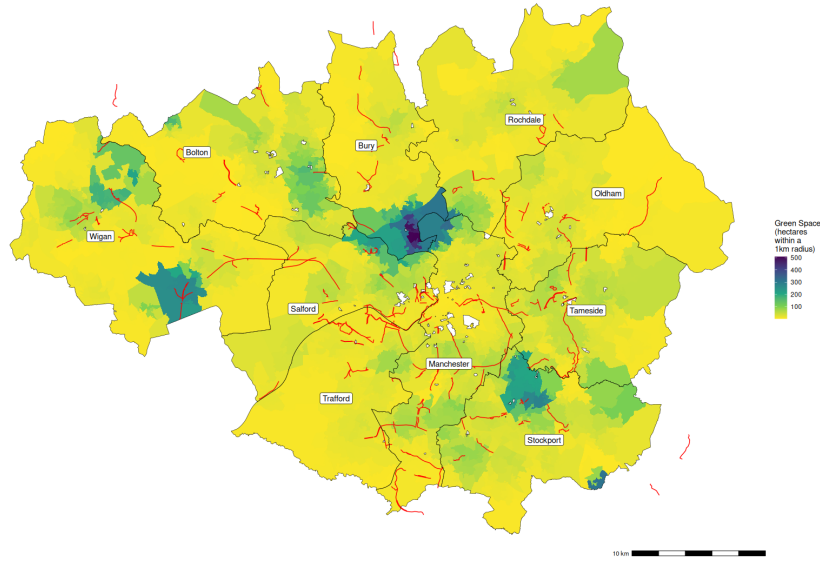 Rochdale
Bury
Bolton
Oldham
Wigan
Salford
Tameside
Manchester
Trafford
Stockport
Green Space
(hectares
within a
1km radius)
500
400
300
200
100
10 km